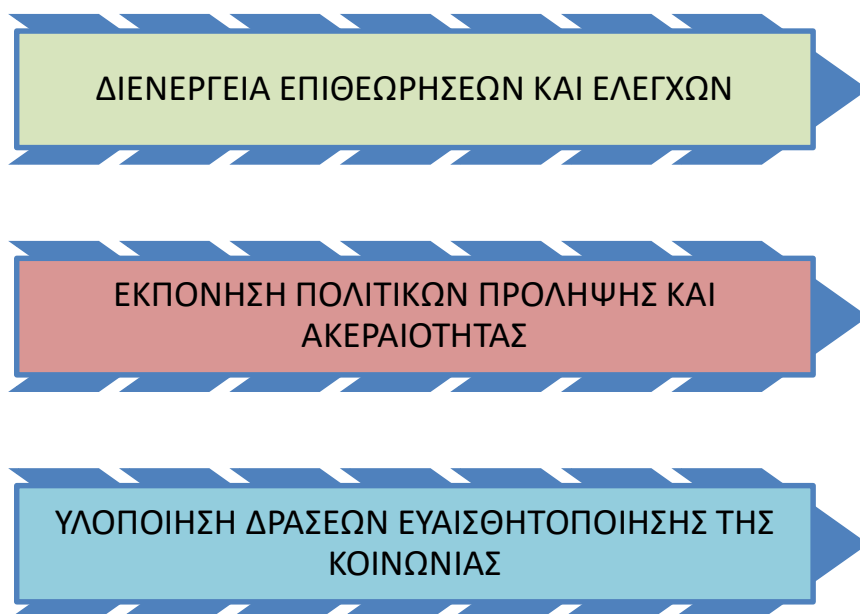 ΔΙΕΝΕΡΓΕΙΑ ΕΠΙΘΕΩΡΗΣΕΩΝ ΚΑΙ ΕΛΕΓΧΩΝ
ΕΚΠΟΝΗΣΗ ΠΟΛΙΤΙΚΩΝ ΠΡΟΛΗΨΗΣ ΚΑΙ
ΑΚΕΡΑΙΟΤΗΤΑΣ
ΥΛΟΠΟΙΗΣΗ ΔΡΑΣΕΩΝ ΕΥΑΙΣΘΗΤΟΠΟΙΗΣΗΣ ΤΗΣ
ΚΟΙΝΩΝΙΑΣ